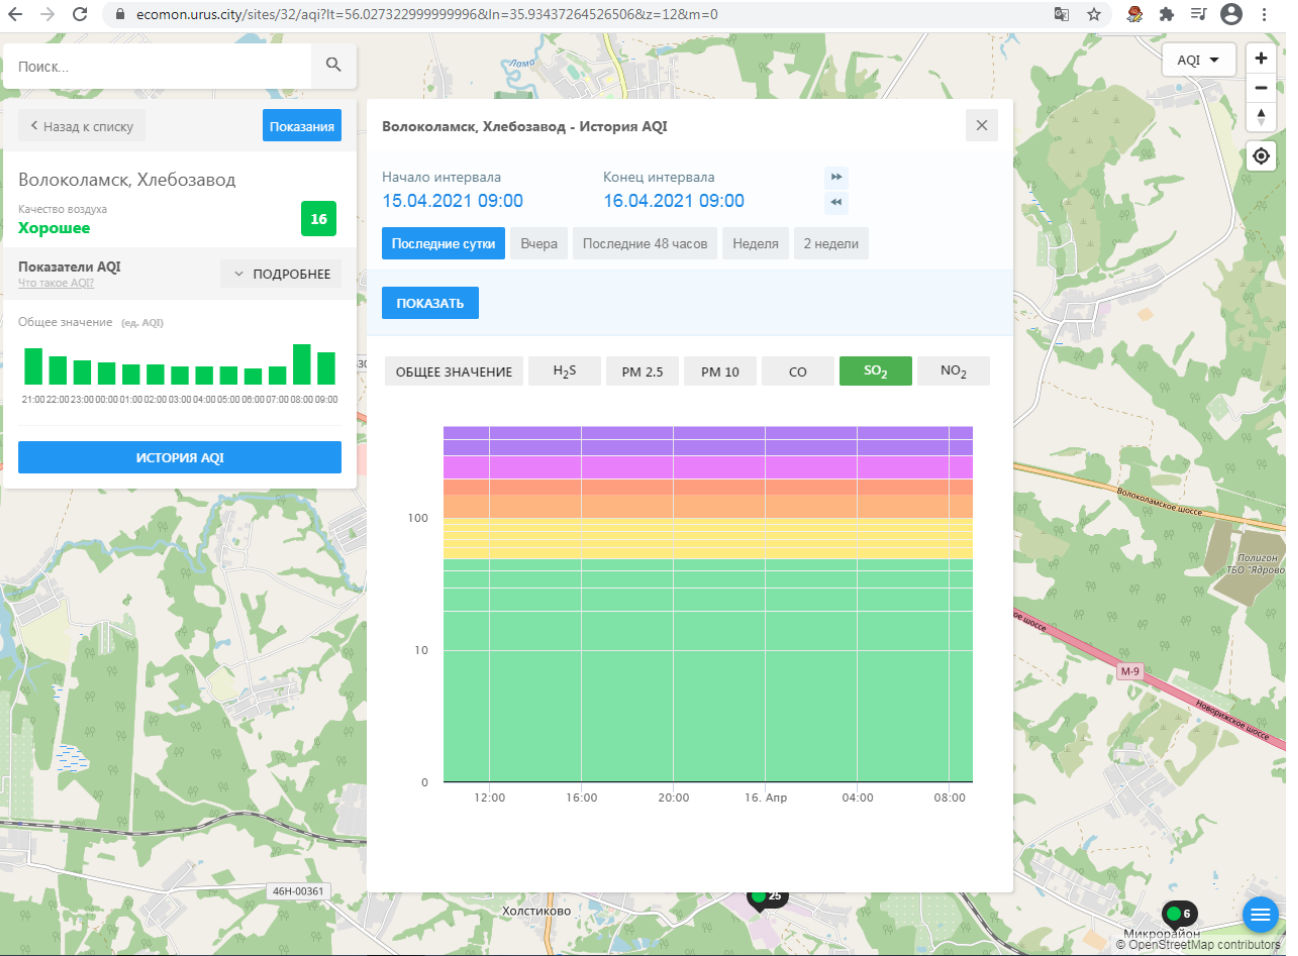 ecomon.urus.city/sites/32/aqi?lt=56.027322999999996&ln=35.93437264526506&z=12&m=0
Поиск...
AQI
Назад к списку
Показания
Волоколамск, Хлебозавод
Качество воздуха
Хорошее
16
Показатели AQI
Что такое AQI?
ПОДРОБНЕЕ
Общее значение (ед. AQI)
21:00 22:00 23:00 00:00 01:00 02:00 03:00 04:00 05:00 06:00 07:00 08:00 09:00
ИСТОРИЯ AQI
Лама
Волоколамск, Хлебозавод - История AQI
Начало интервала
Конец интервала
15.04.2021 09:00
16.04.2021 09:00
Последние сутки
Вчера
Последние 48 часов
Неделя
2 недели
ПОКАЗАТЬ
ОБЩЕЕ ЗНАЧЕНИЕ
H₂S
PM 2.5
PM 10
CO
SO₂
NO₂
100
10
0
12:00
16:00
20:00
16. Апр
04:00
08:00
Волоколамское шоссе
Полигон
ТБО "Ядрово
ое шоссе
М-9
Новорижское шоссе
46Н-00361
Холстиково
25
6
Микрорайон
© OpenStreetMap contributors